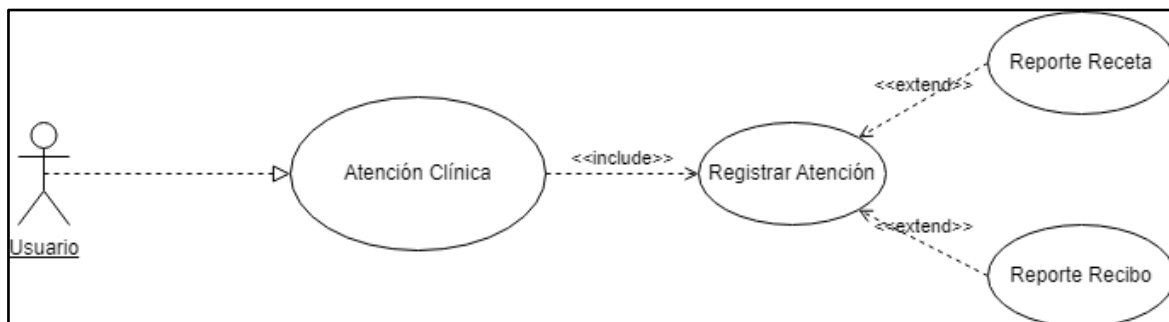 Reporte Receta
<<extend>>
Atención Clínica
<<include>>
Registrar Atención
Usuario
<<extend>>
Reporte Recibo